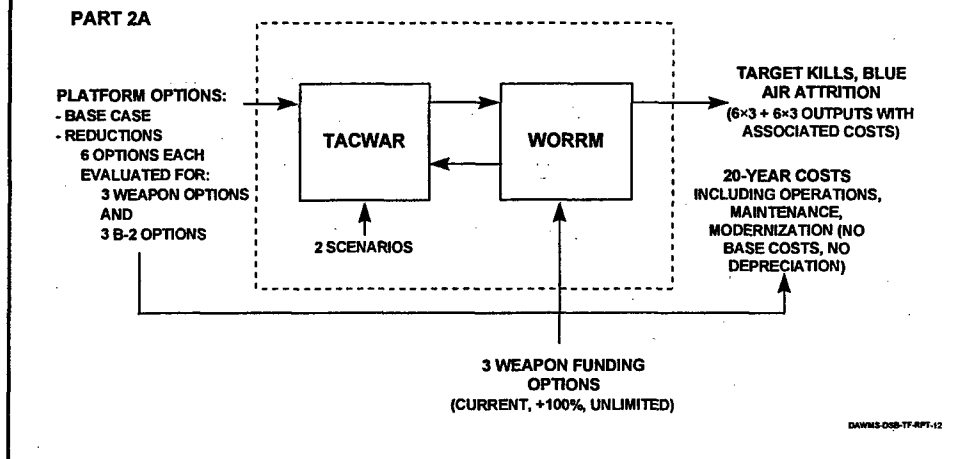 PART 2A
PLATFORM OPTIONS:
- BASE CASE
- REDUCTIONS
6 OPTIONS EACH
EVALUATED FOR:
3 WEAPON OPTIONS
AND
3 B-2 OPTIONS
TACWAR
WORRM
2 SCENARIOS
TARGET KILLS, BLUE
AIR ATTRITION
(6×3 + 6×3 OUTPUTS WITH
ASSOCIATED COSTS)
20-YEAR COSTS
INCLUDING OPERATIONS,
MAINTENANCE,
MODERNIZATION (NO
BASE COSTS, NO
DEPRECIATION)
3 WEAPON FUNDING
OPTIONS
(CURRENT, +100%, UNLIMITED)
DAWMS-DSB-TF-RPT-12